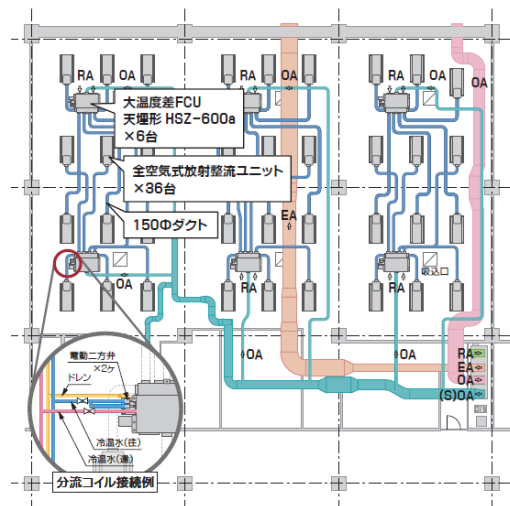 RA OA
RA OA
RA OA
OA
大温度差FCU
天埋形 HSZ-600a
×6台
全空気式放射整流ユニット
×36台
150Φダクト
EA
OA
RA
RA
吸込口
OA
OA
RA
EA
OA
(S)OA
電動二方弁
×2ヶ
ドレン
冷温水(往)
冷温水(還)
分流コイル接続例